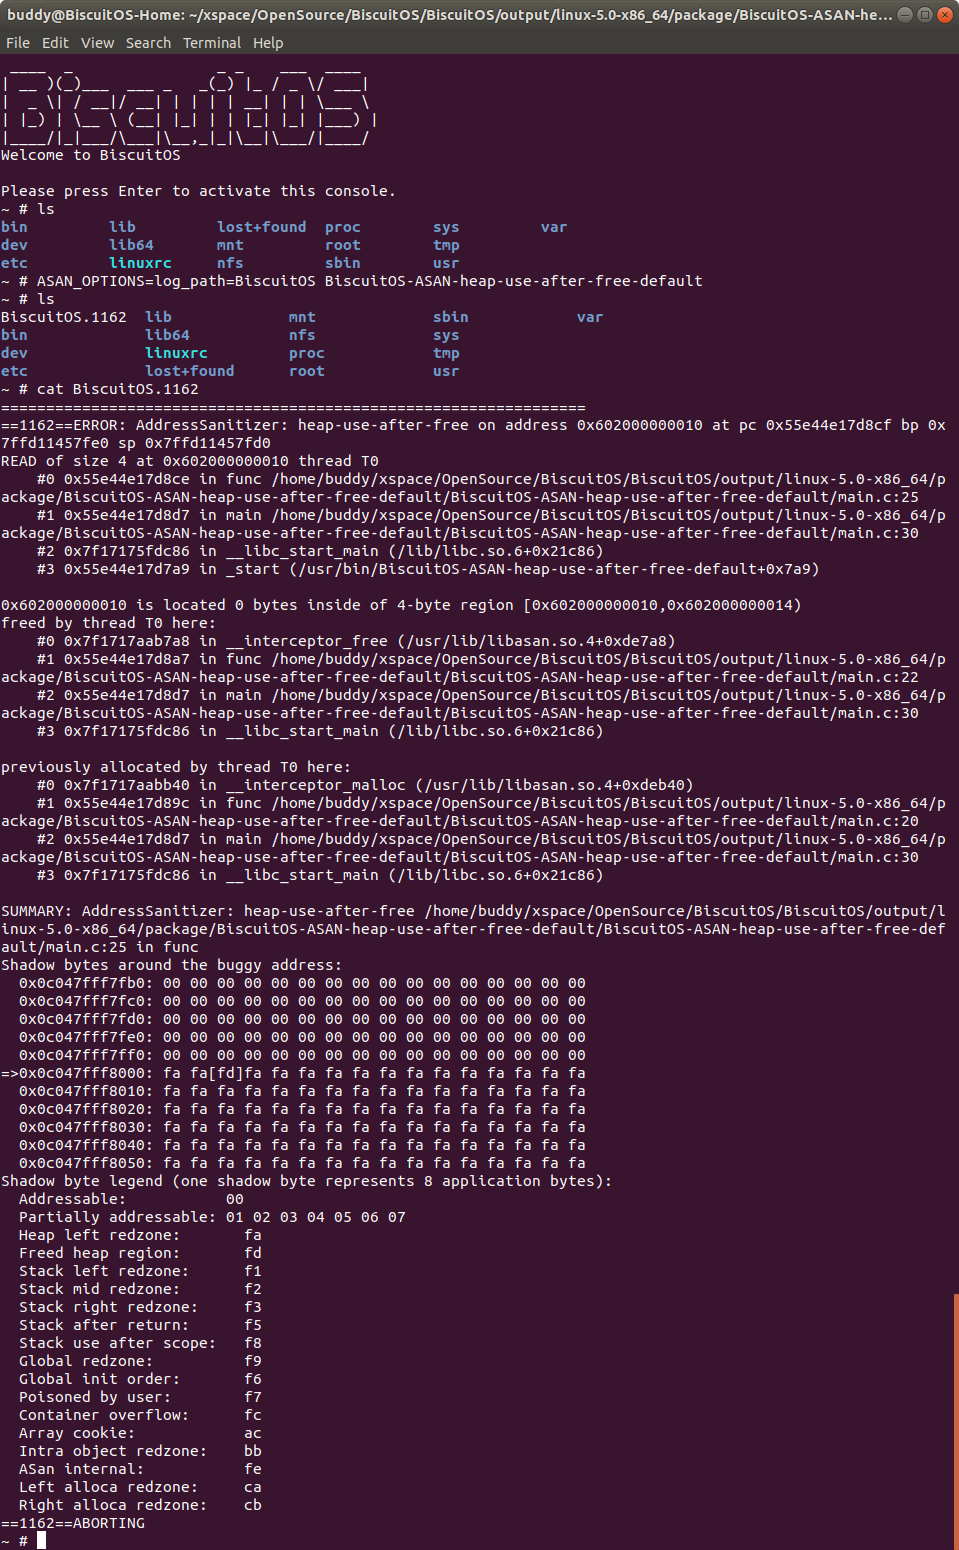 buddy@BiscuitOS-Home: ~/xspace/OpenSource/BiscuitOS/BiscuitOS/output/linux-5.0-x86_64/package/BiscuitOS-ASAN-he...
File Edit View Search Terminal Help
 ____  _                _ _    ___  ____
| __ )(_)___  ___ _   _(_) |_ / _ \/ ___|
|  _ \| / __|/ __| | | | | __| | | \___ \
| |_) | \__ \ (__| |_| | | |_| |_| |___) |
|____/|_|___/\___|\__,_|_|\__|\___/|____/
Welcome to BiscuitOS
Please press Enter to activate this console.
~ # ls
bin         lib         lost+found  proc        sys         var
dev         lib64       mnt         root        tmp
etc         linuxrc     nfs         sbin        usr
~ # ASAN_OPTIONS=log_path=BiscuitOS BiscuitOS-ASAN-heap-use-after-free-default
~ # ls
BiscuitOS.1162  lib             mnt             sbin            var
bin             lib64           nfs             sys
dev             linuxrc         proc            tmp
etc             lost+found      root            usr
~ # cat BiscuitOS.1162
=================================================================
==1162==ERROR: AddressSanitizer: heap-use-after-free on address 0x602000000010 at pc 0x55e44e17d8cf bp 0x
7ffd11457fe0 sp 0x7ffd11457fd0
READ of size 4 at 0x602000000010 thread T0
    #0 0x55e44e17d8ce in func /home/buddy/xspace/OpenSource/BiscuitOS/BiscuitOS/output/linux-5.0-x86_64/p
ackage/BiscuitOS-ASAN-heap-use-after-free-default/BiscuitOS-ASAN-heap-use-after-free-default/main.c:25
    #1 0x55e44e17d8d7 in main /home/buddy/xspace/OpenSource/BiscuitOS/BiscuitOS/output/linux-5.0-x86_64/p
ackage/BiscuitOS-ASAN-heap-use-after-free-default/BiscuitOS-ASAN-heap-use-after-free-default/main.c:30
    #2 0x7f17175fdc86 in __libc_start_main (/lib/libc.so.6+0x21c86)
    #3 0x55e44e17d7a9 in _start (/usr/bin/BiscuitOS-ASAN-heap-use-after-free-default+0x7a9)
0x602000000010 is located 0 bytes inside of 4-byte region [0x602000000010,0x602000000014)
freed by thread T0 here:
    #0 0x7f1717aab7a8 in __interceptor_free (/usr/lib/libasan.so.4+0xde7a8)
    #1 0x55e44e17d8a7 in func /home/buddy/xspace/OpenSource/BiscuitOS/BiscuitOS/output/linux-5.0-x86_64/p
ackage/BiscuitOS-ASAN-heap-use-after-free-default/BiscuitOS-ASAN-heap-use-after-free-default/main.c:22
    #2 0x55e44e17d8d7 in main /home/buddy/xspace/OpenSource/BiscuitOS/BiscuitOS/output/linux-5.0-x86_64/p
ackage/BiscuitOS-ASAN-heap-use-after-free-default/BiscuitOS-ASAN-heap-use-after-free-default/main.c:30
    #3 0x7f17175fdc86 in __libc_start_main (/lib/libc.so.6+0x21c86)
previously allocated by thread T0 here:
    #0 0x7f1717aabb40 in __interceptor_malloc (/usr/lib/libasan.so.4+0xdeb40)
    #1 0x55e44e17d89c in func /home/buddy/xspace/OpenSource/BiscuitOS/BiscuitOS/output/linux-5.0-x86_64/p
ackage/BiscuitOS-ASAN-heap-use-after-free-default/BiscuitOS-ASAN-heap-use-after-free-default/main.c:20
    #2 0x55e44e17d8d7 in main /home/buddy/xspace/OpenSource/BiscuitOS/BiscuitOS/output/linux-5.0-x86_64/p
ackage/BiscuitOS-ASAN-heap-use-after-free-default/BiscuitOS-ASAN-heap-use-after-free-default/main.c:30
    #3 0x7f17175fdc86 in __libc_start_main (/lib/libc.so.6+0x21c86)
SUMMARY: AddressSanitizer: heap-use-after-free /home/buddy/xspace/OpenSource/BiscuitOS/BiscuitOS/output/l
inux-5.0-x86_64/package/BiscuitOS-ASAN-heap-use-after-free-default/BiscuitOS-ASAN-heap-use-after-free-def
ault/main.c:25 in func
Shadow bytes around the buggy address:
  0x0c047fff7fb0: 00 00 00 00 00 00 00 00 00 00 00 00 00 00 00 00
  0x0c047fff7fc0: 00 00 00 00 00 00 00 00 00 00 00 00 00 00 00 00
  0x0c047fff7fd0: 00 00 00 00 00 00 00 00 00 00 00 00 00 00 00 00
  0x0c047fff7fe0: 00 00 00 00 00 00 00 00 00 00 00 00 00 00 00 00
  0x0c047fff7ff0: 00 00 00 00 00 00 00 00 00 00 00 00 00 00 00 00
=>0x0c047fff8000: fa fa[fd]fa fa fa fa fa fa fa fa fa fa fa fa fa
  0x0c047fff8010: fa fa fa fa fa fa fa fa fa fa fa fa fa fa fa fa
  0x0c047fff8020: fa fa fa fa fa fa fa fa fa fa fa fa fa fa fa fa
  0x0c047fff8030: fa fa fa fa fa fa fa fa fa fa fa fa fa fa fa fa
  0x0c047fff8040: fa fa fa fa fa fa fa fa fa fa fa fa fa fa fa fa
  0x0c047fff8050: fa fa fa fa fa fa fa fa fa fa fa fa fa fa fa fa
Shadow byte legend (one shadow byte represents 8 application bytes):
  Addressable:           00
  Partially addressable: 01 02 03 04 05 06 07
  Heap left redzone:       fa
  Freed heap region:       fd
  Stack left redzone:      f1
  Stack mid redzone:       f2
  Stack right redzone:     f3
  Stack after return:      f5
  Stack use after scope:   f8
  Global redzone:          f9
  Global init order:       f6
  Poisoned by user:        f7
  Container overflow:      fc
  Array cookie:            ac
  Intra object redzone:    bb
  ASan internal:           fe
  Left alloca redzone:     ca
  Right alloca redzone:    cb
==1162==ABORTING
~ #